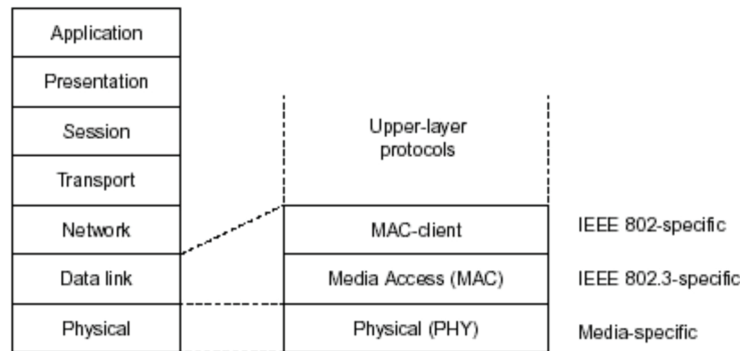 Application
Presentation
Session
Transport
Network
Data link
Physical
Upper-layer
protocols
MAC-client
Media Access (MAC)
Physical (PHY)
IEEE 802-specific
IEEE 802.3-specific
Media-specific